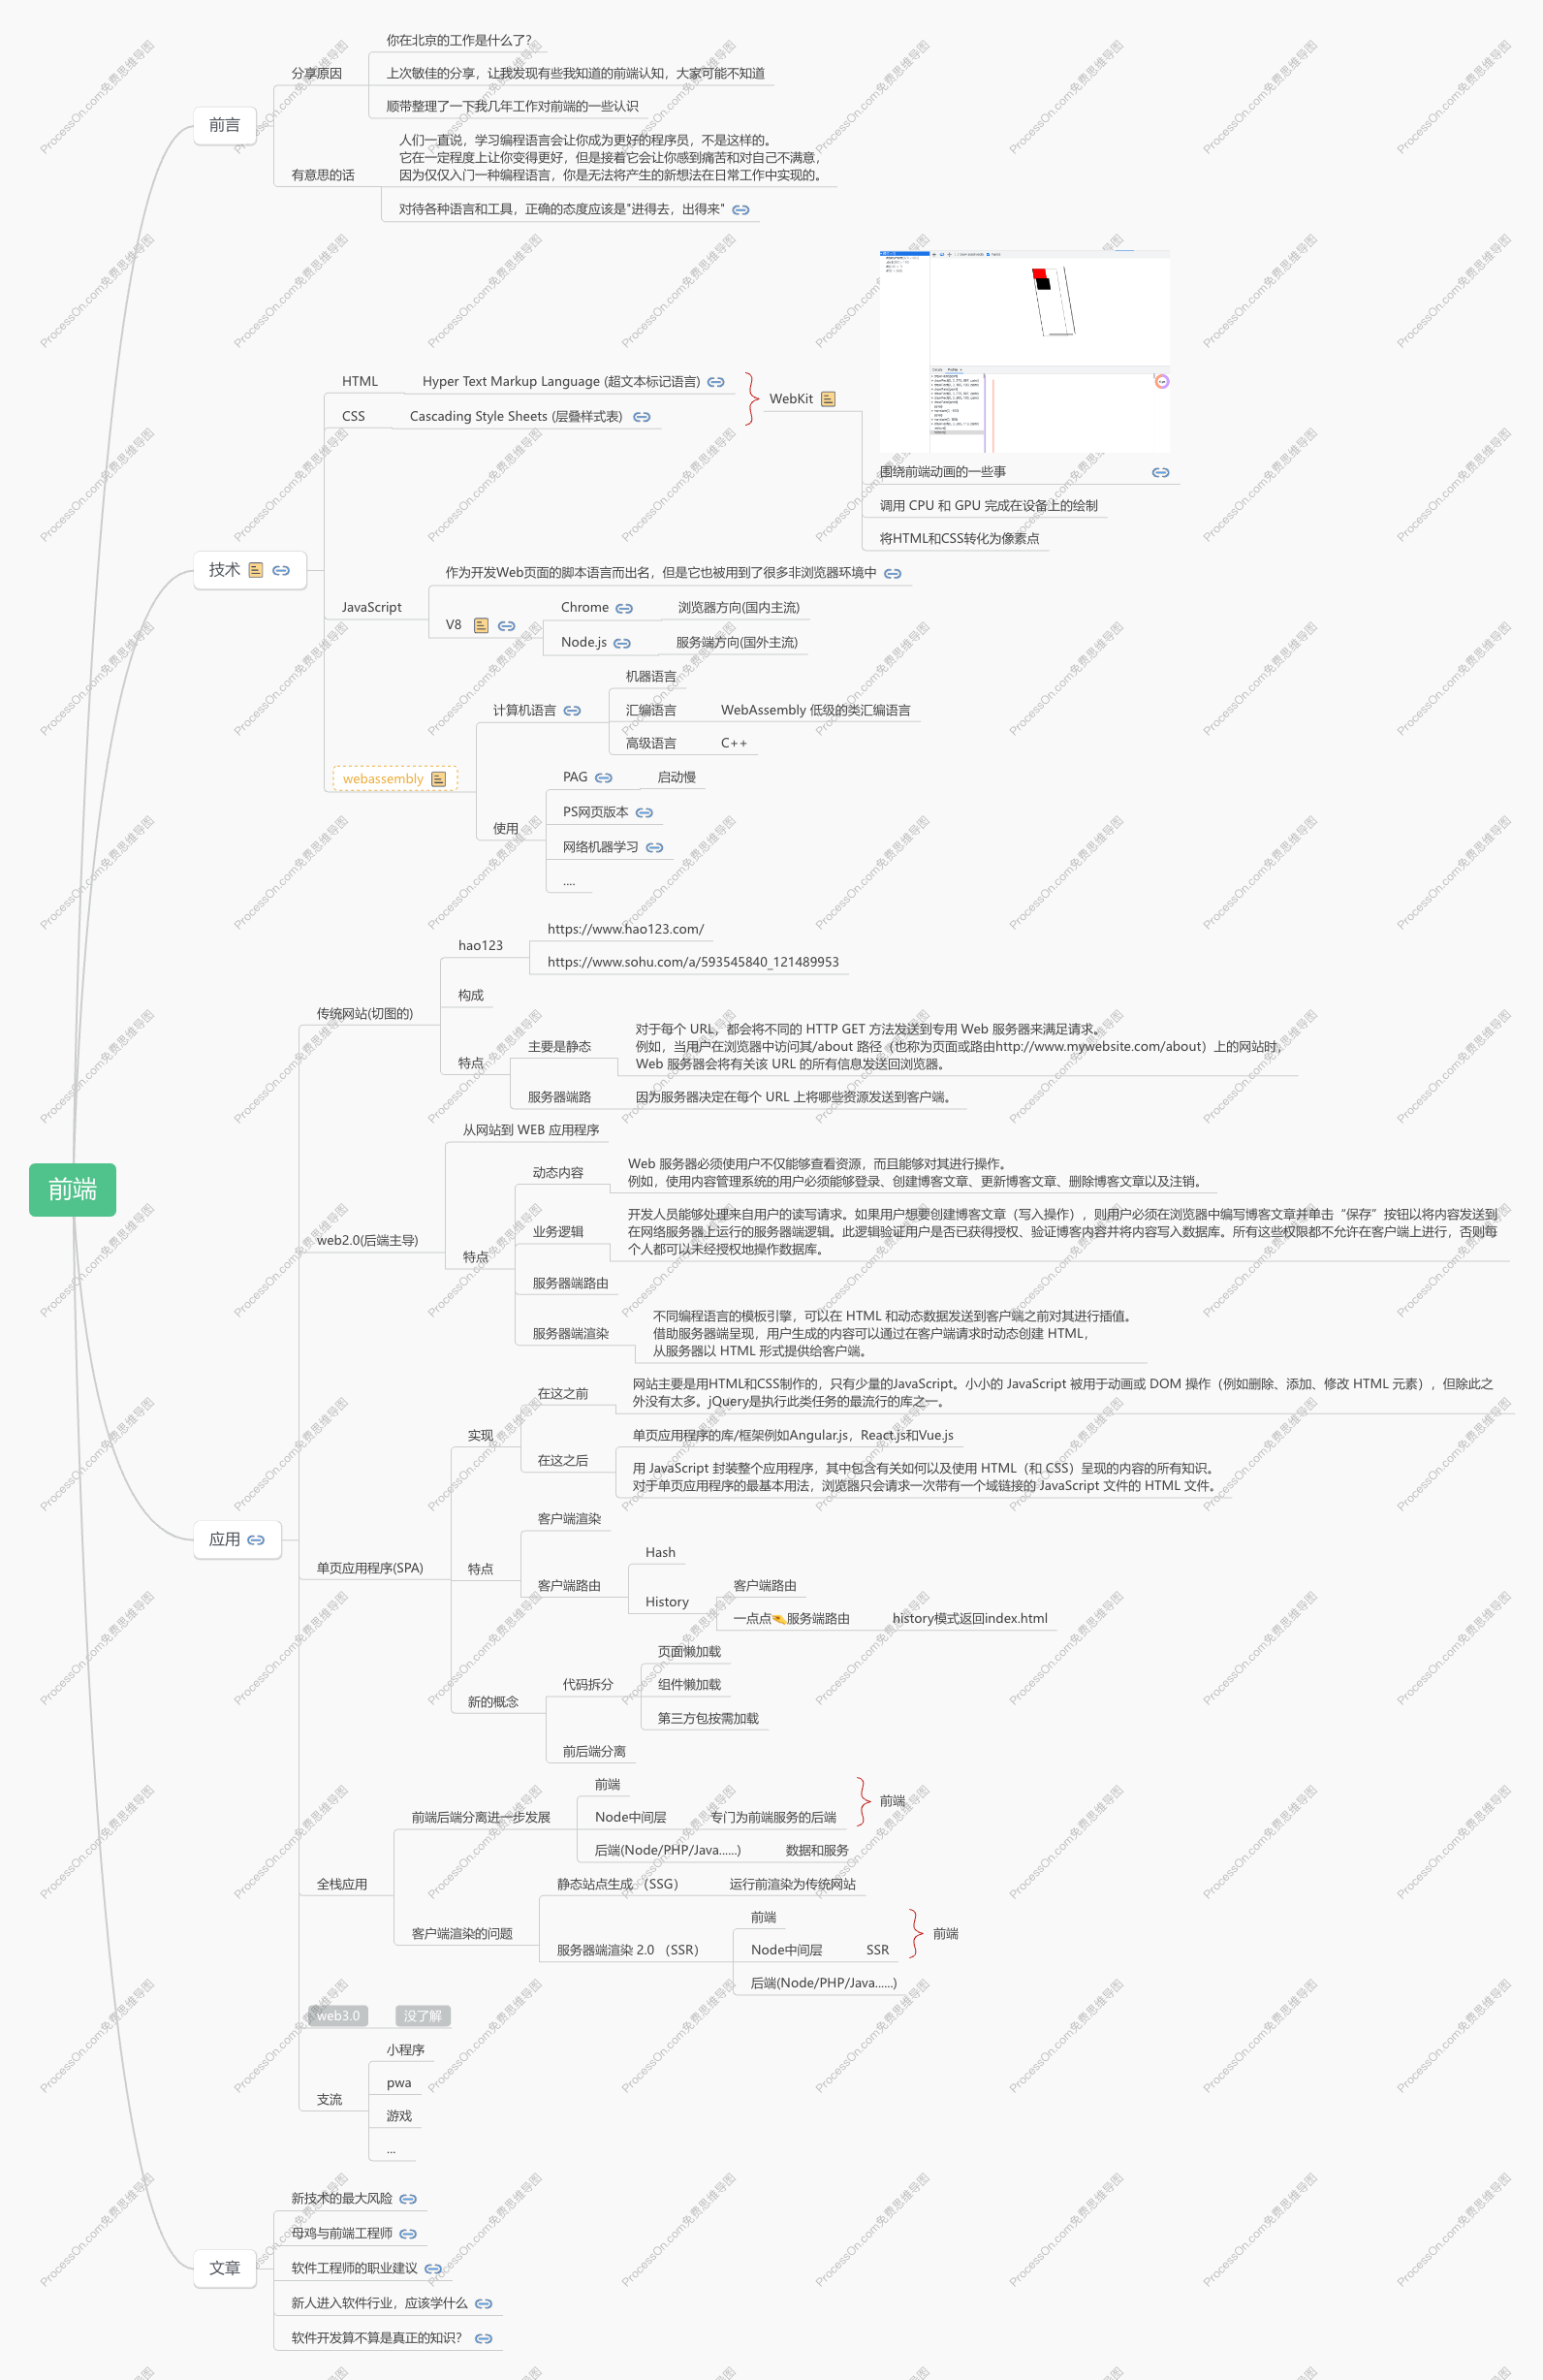 前端
前言
分享原因
你在北京的工作是什么了?
上次敏佳的分享，让我发现有些我知道的前端认知，大家可能不知道
顺带整理了一下我几年工作对前端的一些认识
有意思的话
人们一直说，学习编程语言会让你成为更好的程序员，不是这样的。
它在一定程度上让你变得更好，但是接着它会让你感到痛苦和对自己不满意，
因为仅仅入门一种编程语言，你是无法将产生的新想法在日常工作中实现的。
对待各种语言和工具，正确的态度应该是"进得去，出得来"
技术
HTML
Hyper Text Markup Language (超文本标记语言)
CSS
Cascading Style Sheets (层叠样式表)
WebKit
围绕前端动画的一些事
调用 CPU 和 GPU 完成在设备上的绘制
将HTML和CSS转化为像素点
JavaScript
作为开发Web页面的脚本语言而出名，但是它也被用到了很多非浏览器环境中
V8
Chrome
浏览器方向(国内主流)
Node.js
服务端方向(国外主流)
webassembly
计算机语言
机器语言
汇编语言
WebAssembly 低级的类汇编语言
高级语言
C++
使用
PAG
启动慢
PS网页版本
网络机器学习
....
应用
传统网站(切图的)
hao123
https://www.hao123.com/
https://www.sohu.com/a/593545840_121489953
构成
特点
主要是静态
对于每个 URL，都会将不同的 HTTP GET 方法发送到专用 Web 服务器来满足请求。
例如，当用户在浏览器中访问其/about 路径（也称为页面或路由http://www.mywebsite.com/about）上的网站时，
Web 服务器会将有关该 URL 的所有信息发送回浏览器。
服务器端路
因为服务器决定在每个 URL 上将哪些资源发送到客户端。
web2.0(后端主导)
从网站到 WEB 应用程序
特点
动态内容
Web 服务器必须使用户不仅能够查看资源，而且能够对其进行操作。
例如，使用内容管理系统的用户必须能够登录、创建博客文章、更新博客文章、删除博客文章以及注销。
业务逻辑
开发人员能够处理来自用户的读写请求。如果用户想要创建博客文章（写入操作），则用户必须在浏览器中编写博客文章并单击“保存”按钮以将内容发送到
在网络服务器上运行的服务器端逻辑。此逻辑验证用户是否已获得授权、验证博客内容并将内容写入数据库。所有这些权限都不允许在客户端上进行，否则每
个人都可以未经授权地操作数据库。
服务器端路由
服务器端渲染
不同编程语言的模板引擎，可以在 HTML 和动态数据发送到客户端之前对其进行插值。
借助服务器端呈现，用户生成的内容可以通过在客户端请求时动态创建 HTML，
从服务器以 HTML 形式提供给客户端。
单页应用程序(SPA)
实现
在这之前
网站主要是用HTML和CSS制作的，只有少量的JavaScript。小小的 JavaScript 被用于动画或 DOM 操作（例如删除、添加、修改 HTML 元素），但除此之
外没有太多。jQuery是执行此类任务的最流行的库之一。
在这之后
单页应用程序的库/框架例如Angular.js，React.js和Vue.js
用 JavaScript 封装整个应用程序，其中包含有关如何以及使用 HTML（和 CSS）呈现的内容的所有知识。
对于单页应用程序的最基本用法，浏览器只会请求一次带有一个域链接的 JavaScript 文件的 HTML 文件。
特点
客户端渲染
客户端路由
Hash
History
客户端路由
一点点🤏服务端路由
history模式返回index.html
新的概念
代码拆分
页面懒加载
组件懒加载
第三方包按需加载
前后端分离
全栈应用
前端后端分离进一步发展
前端
Node中间层
专门为前端服务的后端
前端
后端(Node/PHP/Java......)
数据和服务
客户端渲染的问题
静态站点生成 （SSG）
运行前渲染为传统网站
服务器端渲染 2.0 （SSR）
前端
Node中间层
SSR
前端
后端(Node/PHP/Java......)
web3.0
没了解
支流
小程序
pwa
游戏
...
文章
新技术的最大风险
母鸡与前端工程师
软件工程师的职业建议
新人进入软件行业，应该学什么
软件开发算不算是真正的知识？
ProcessOn.com免费思维导图